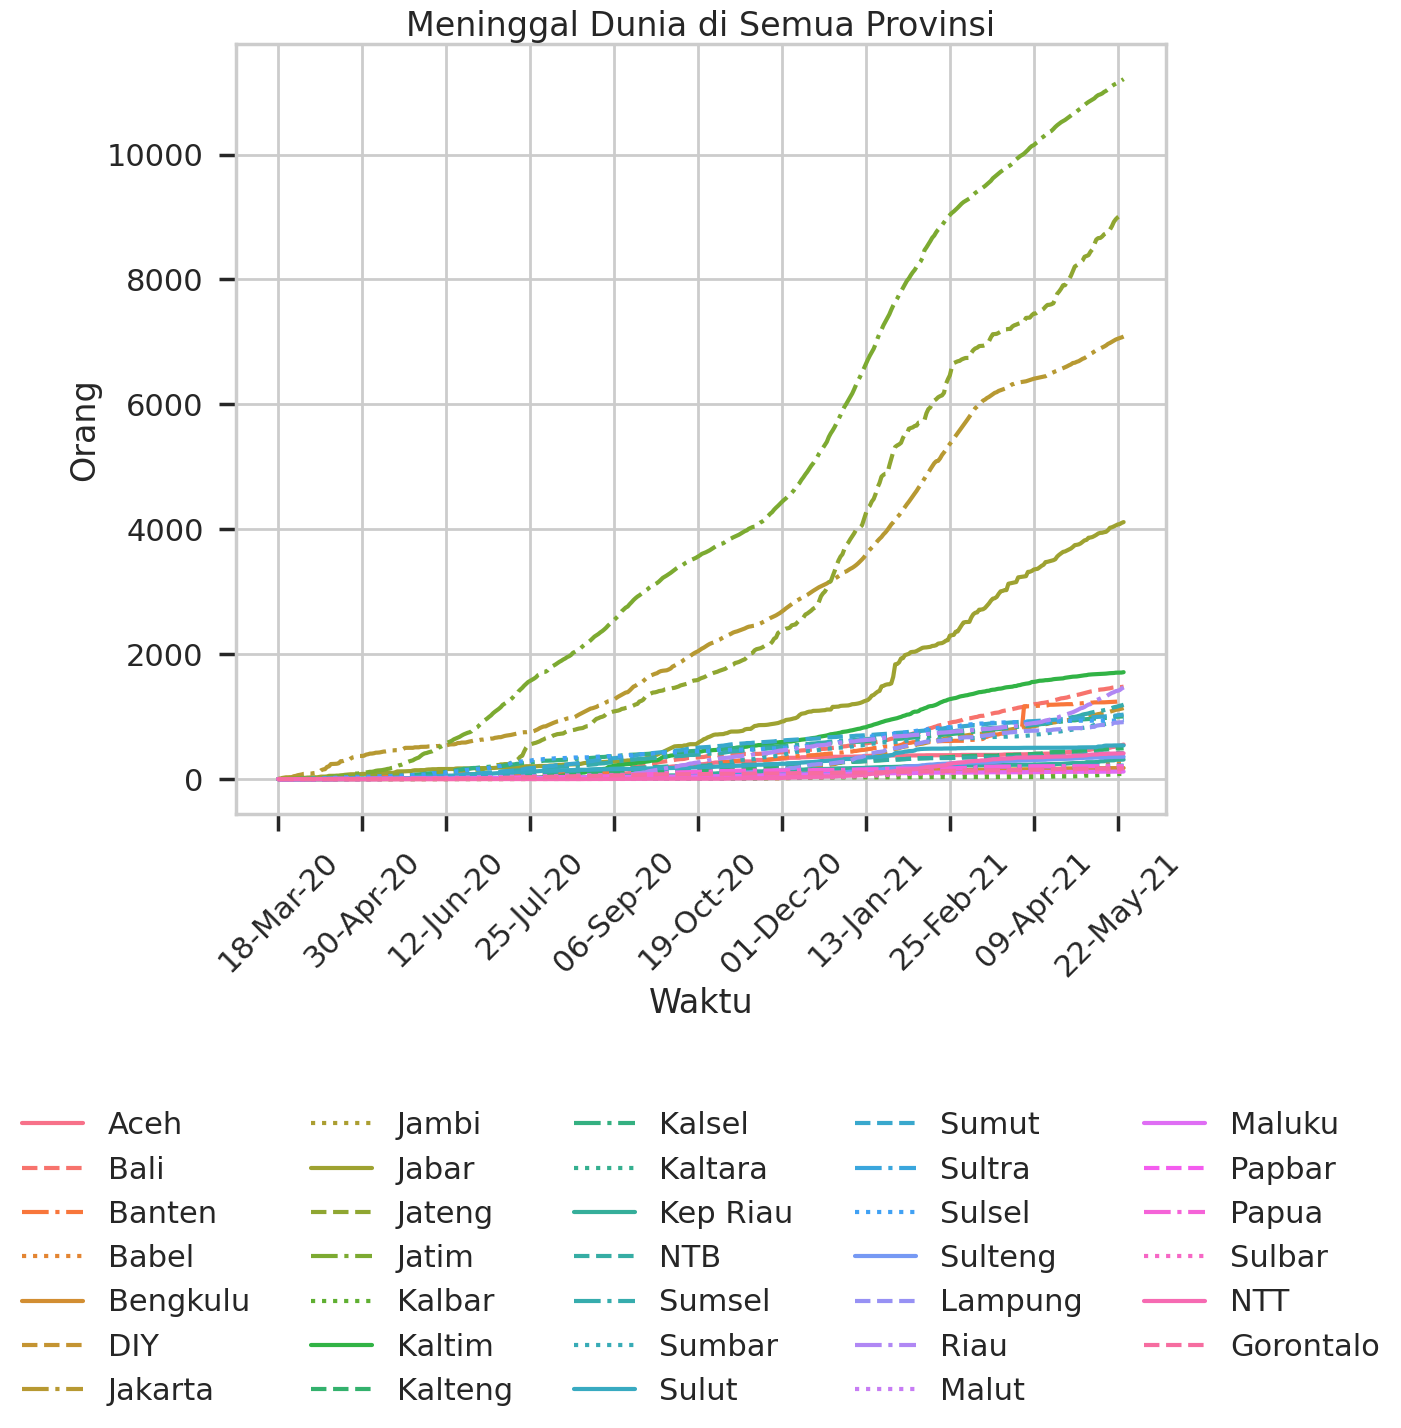 Meninggal Dunia di Semua Provinsi
10000
8000
6000
4000
2000
0
Orang
18-Mar-20
30-Apr-20
12-Jun-20
25-Jul-20
06-Sep-20
19-Oct-20
01-Dec-20
13-Jan-21
25-Feb-21
09-Apr-21
22-May-21
Waktu
Aceh
Bali
Banten
Babel
Bengkulu
DIY
Jakarta
Jambi
Jabar
Jateng
Jatim
Kalbar
Kaltim
Kalteng
Kalsel
Kaltara
Kep Riau
NTB
Sumsel
Sumbar
Sulut
Sumut
Sultra
Sulsel
Sulteng
Lampung
Riau
Malut
Maluku
Papbar
Papua
Sulbar
NTT
Gorontalo